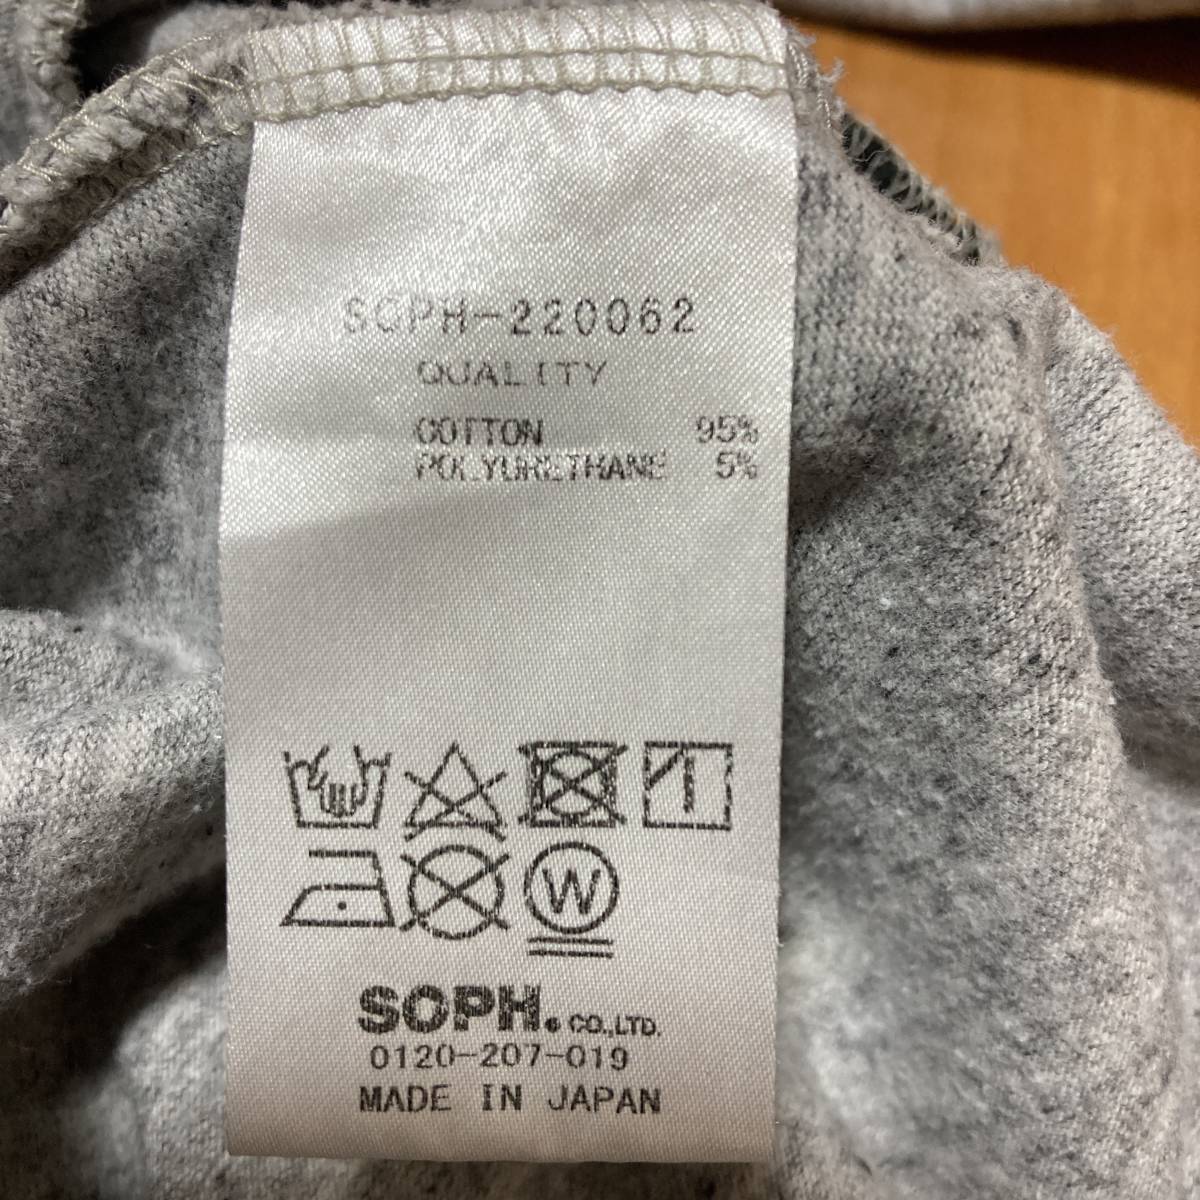 SOPH-220062
QUALITY
COTTON 95%
POLYURETHANE 5%
W
SOPH. CO.,LTD.
0120-207-019
MADE IN JAPAN